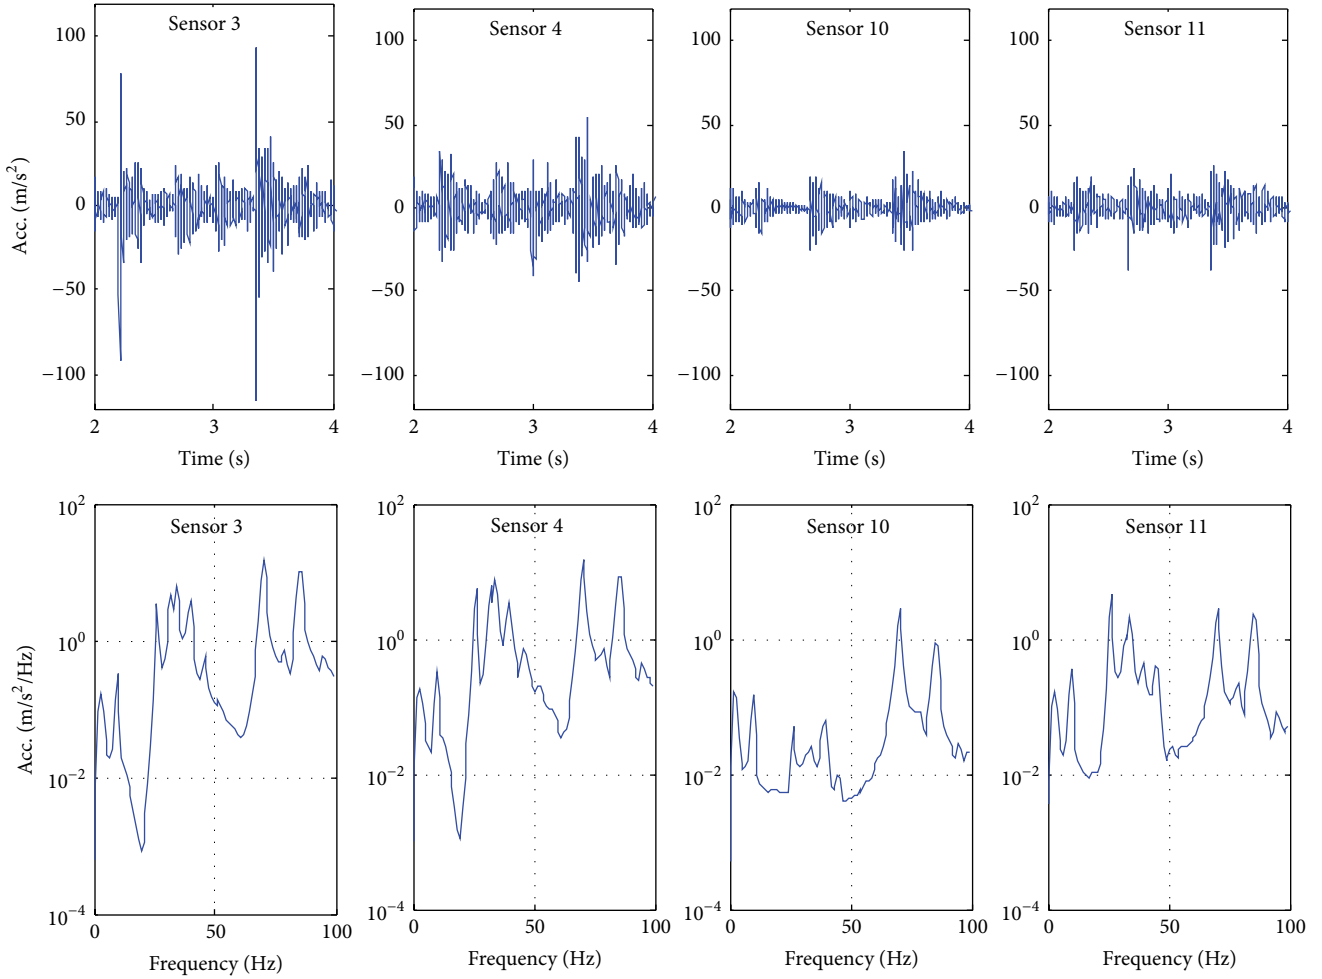 Sensor 3
Sensor 4
Sensor 10
Sensor 11
100
50
0
−50
−100
Acc. (m/s²)
100
50
0
−50
−100
100
50
0
−50
−100
100
50
0
−50
−100
2 3 4
2 3 4
2 3 4
2 3 4
Time (s)
Time (s)
Time (s)
Time (s)
Sensor 3
Sensor 4
Sensor 10
Sensor 11
10²
10⁰
10⁻²
10⁻⁴
Acc. (m/s²/Hz)
10²
10⁰
10⁻²
10⁻⁴
10²
10⁰
10⁻²
10⁻⁴
10²
10⁰
10⁻²
10⁻⁴
0 50 100
0 50 100
0 50 100
0 50 100
Frequency (Hz)
Frequency (Hz)
Frequency (Hz)
Frequency (Hz)